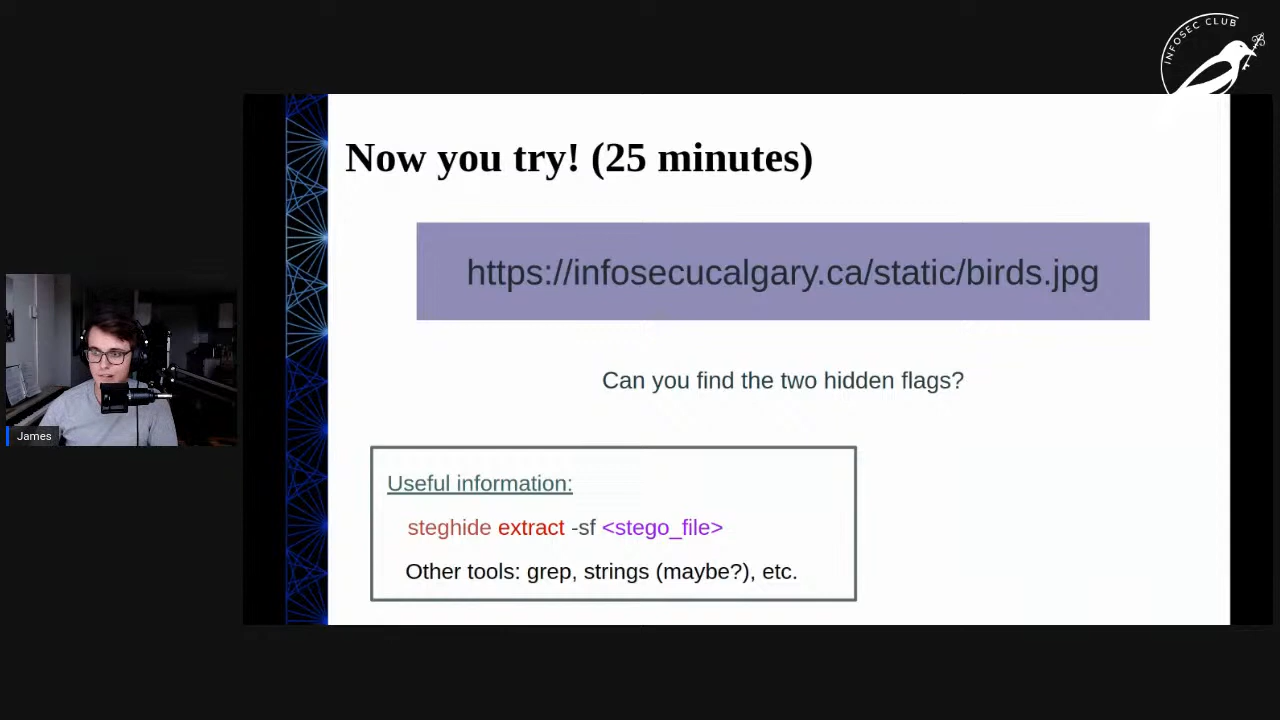 INFOSEC CLUB
Now you try! (25 minutes)
https://infosecucalgary.ca/static/birds.jpg
Can you find the two hidden flags?
Useful information:
steghide extract -sf <stego_file>
Other tools: grep, strings (maybe?), etc.
James